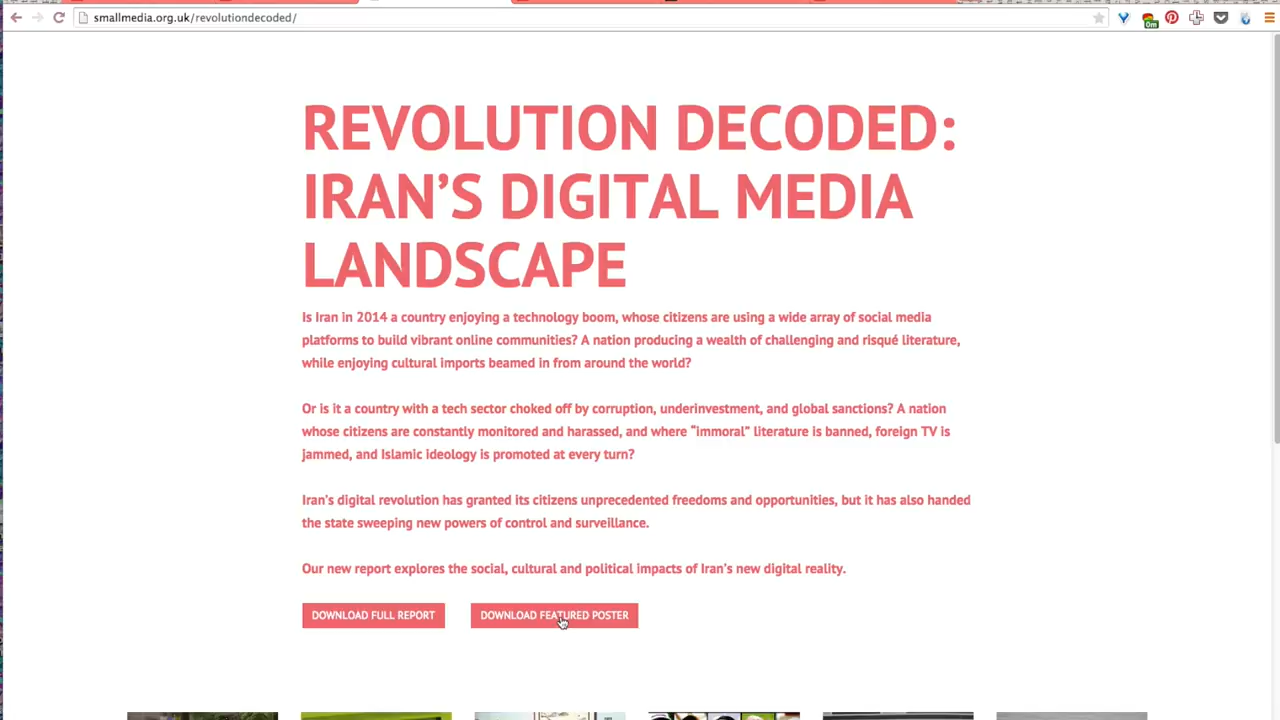 smallmedia.org.uk/revolutiondecoded/
0m
REVOLUTION DECODED:
IRAN’S DIGITAL MEDIA
LANDSCAPE
Is Iran in 2014 a country enjoying a technology boom, whose citizens are using a wide array of social media
platforms to build vibrant online communities? A nation producing a wealth of challenging and risqué literature,
while enjoying cultural imports beamed in from around the world?
Or is it a country with a tech sector choked off by corruption, underinvestment, and global sanctions? A nation
whose citizens are constantly monitored and harassed, and where “immoral” literature is banned, foreign TV is
jammed, and Islamic ideology is promoted at every turn?
Iran’s digital revolution has granted its citizens unprecedented freedoms and opportunities, but it has also handed
the state sweeping new powers of control and surveillance.
Our new report explores the social, cultural and political impacts of Iran’s new digital reality.
DOWNLOAD FULL REPORT
DOWNLOAD FEATURED POSTER